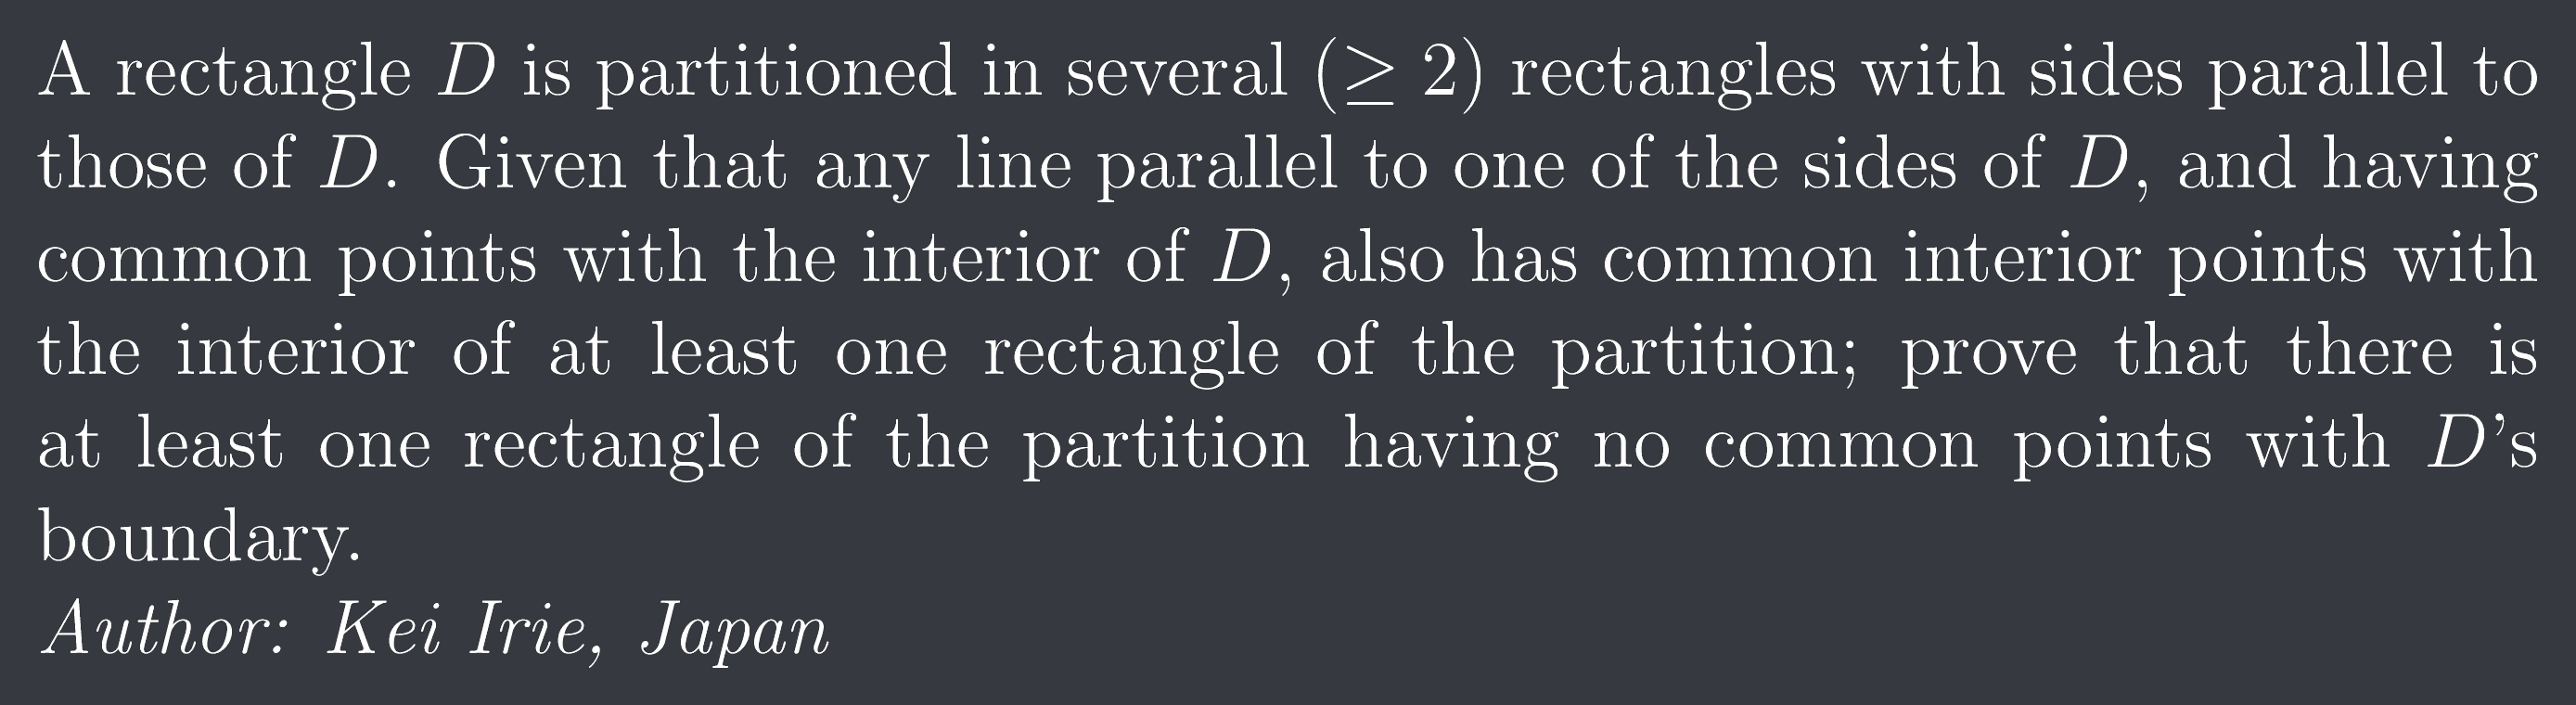 A rectangle D is partitioned in several (≥ 2) rectangles with sides parallel to
those of D. Given that any line parallel to one of the sides of D, and having
common points with the interior of D, also has common interior points with
the interior of at least one rectangle of the partition; prove that there is
at least one rectangle of the partition having no common points with D's
boundary.
Author: Kei Irie, Japan